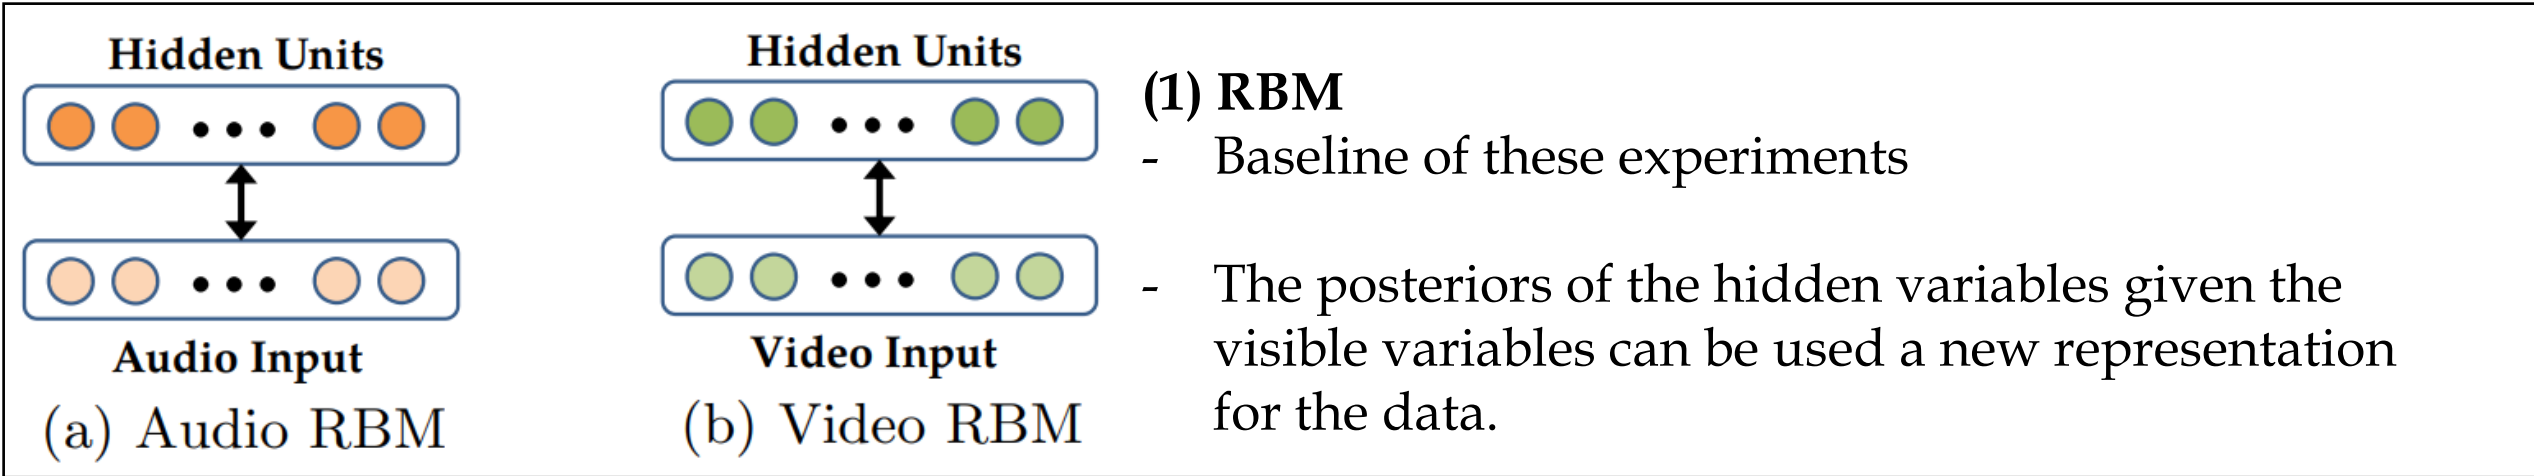 Hidden Units
Audio Input
(a) Audio RBM
Hidden Units
Video Input
(b) Video RBM
(1) RBM
- Baseline of these experiments
- The posteriors of the hidden variables given the
visible variables can be used a new representation
for the data.